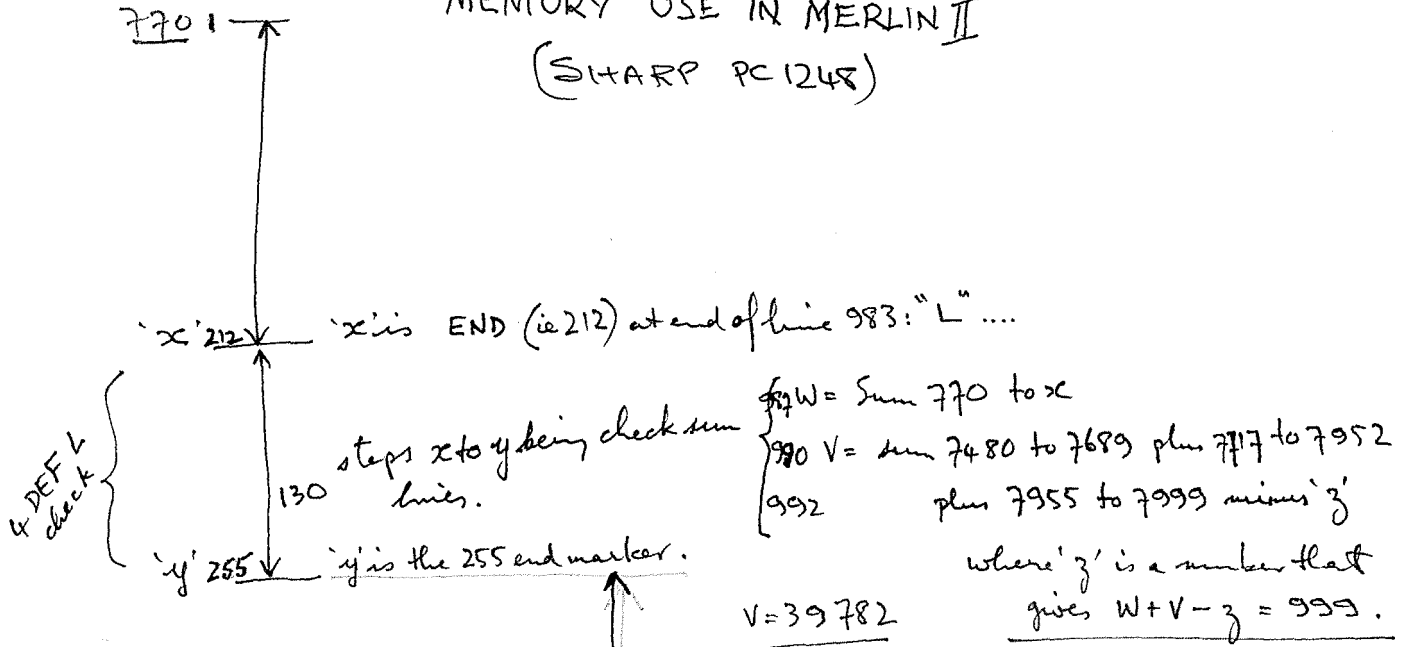 MEMORY USE IN MERLIN II
(SHARP PC 1248)
7701
'x' 212 'x' is END (ie 212) at end of line 983: "L"....
4 DEF L
check
130
steps x to y being check sum
lines.
987 W = Sum 770 to x
990 V = sum 7480 to 7689 plus 7717 to 7952
992 plus 7955 to 7999 minus 'z'
'y' 255 'y' is the 255 end marker.
where 'z' is a number that
gives W + V - z = 999.
V = 39782